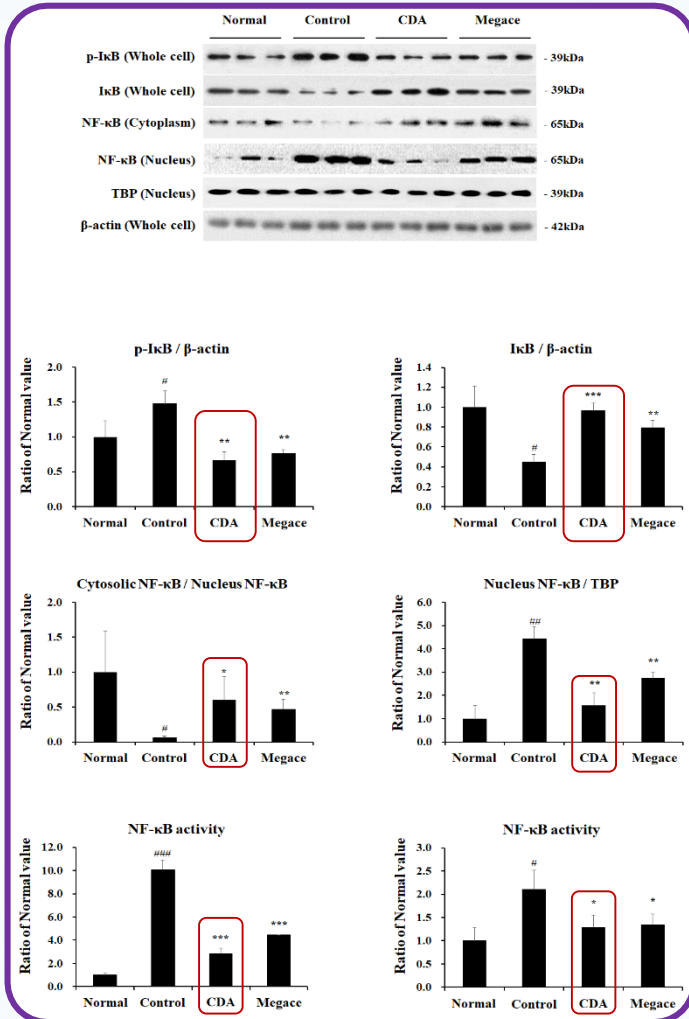 Normal Control CDA Megace
p-IκB (Whole cell) - 39kDa
IκB (Whole cell) - 39kDa
NF-κB (Cytoplasm) - 65kDa
NF-κB (Nucleus) - 65kDa
TBP (Nucleus) - 39kDa
β-actin (Whole cell) - 42kDa
p-IκB / β-actin
Ratio of Normal value
2.0
1.5
1.0
0.5
0.0
#
**
**
Normal Control CDA Megace
IκB / β-actin
Ratio of Normal value
1.4
1.2
1.0
0.8
0.6
0.4
0.2
0.0
#
***
**
Normal Control CDA Megace
Cytosolic NF-κB / Nucleus NF-κB
Ratio of Normal value
2.0
1.5
1.0
0.5
0.0
#
*
**
Normal Control CDA Megace
Nucleus NF-κB / TBP
Ratio of Normal value
6.0
5.0
4.0
3.0
2.0
1.0
0.0
##
**
**
Normal Control CDA Megace
NF-κB activity
Ratio of Normal value
12.0
10.0
8.0
6.0
4.0
2.0
0.0
###
***
***
Normal Control CDA Megace
NF-κB activity
Ratio of Normal value
3.0
2.5
2.0
1.5
1.0
0.5
0.0
#
*
*
Normal Control CDA Megace